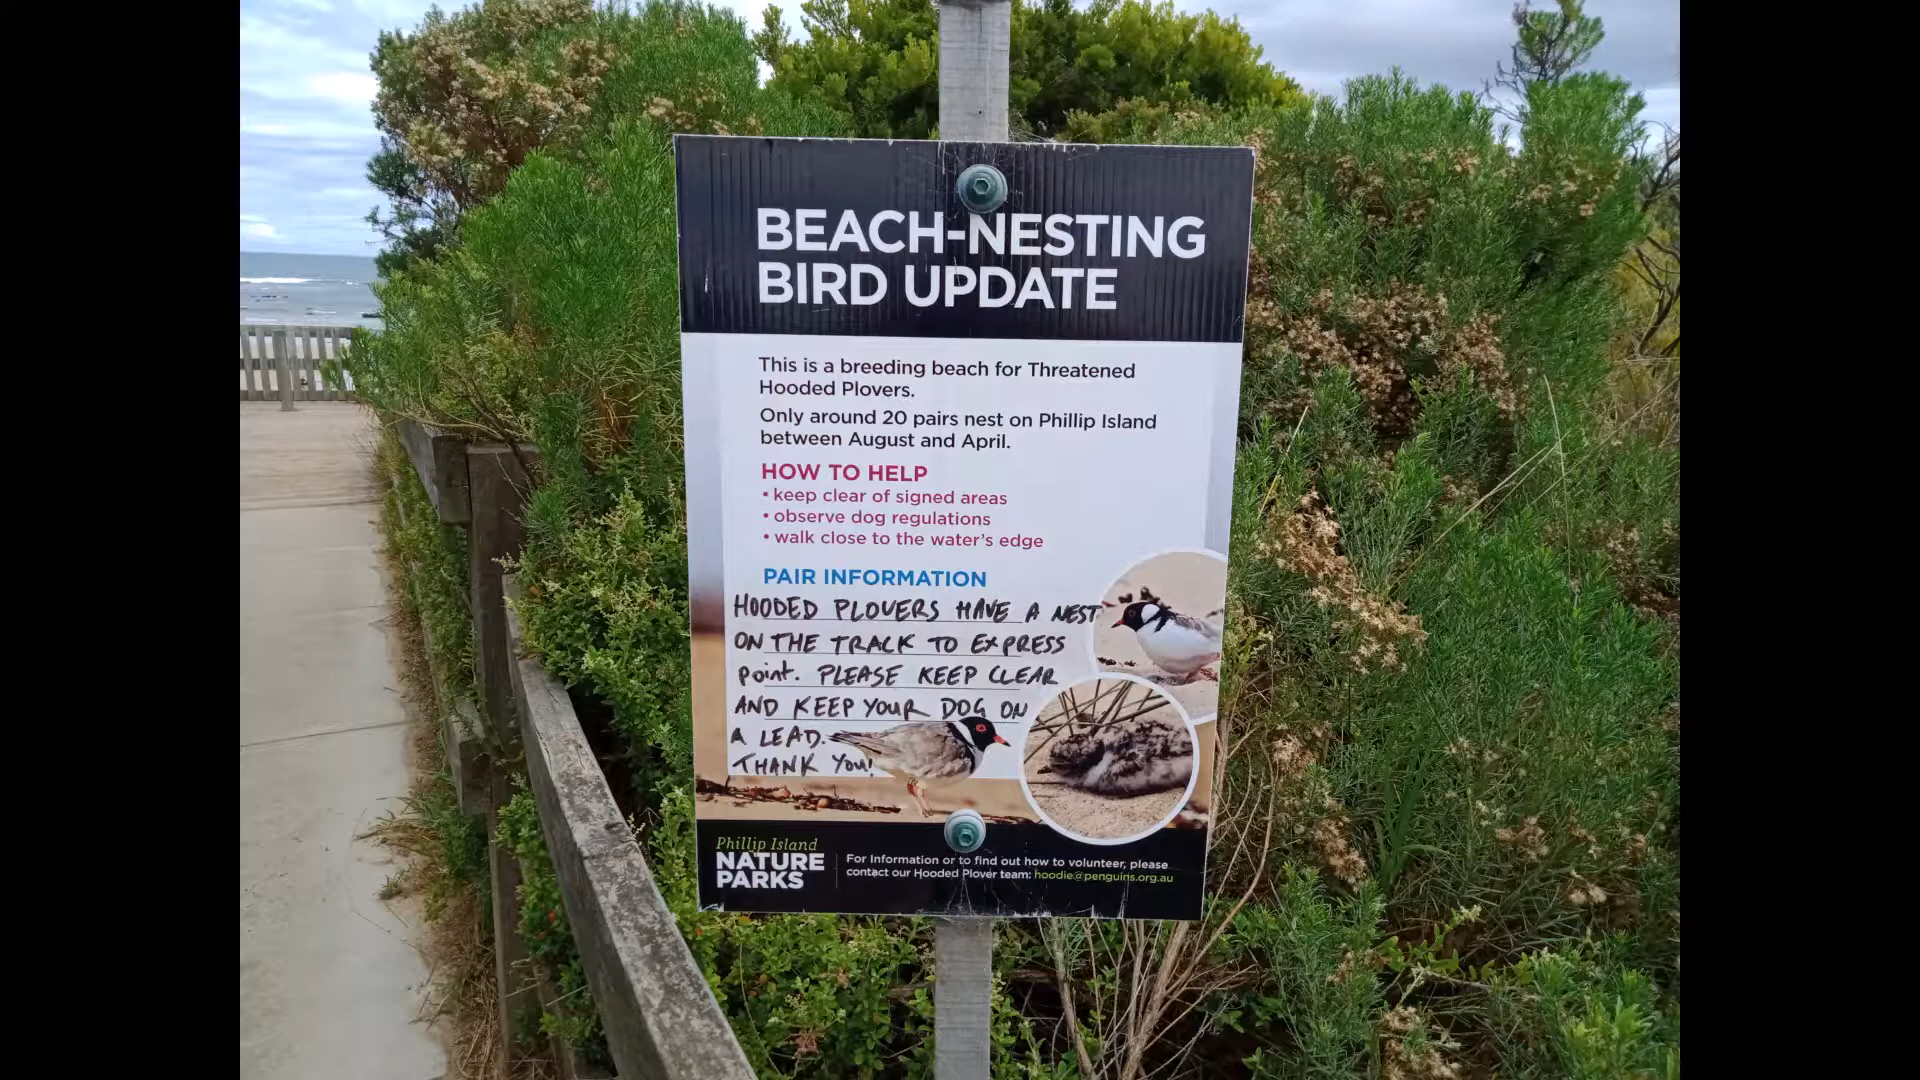 BEACH-NESTING
BIRD UPDATE
This is a breeding beach for Threatened
Hooded Plovers.
Only around 20 pairs nest on Phillip Island
between August and April.
HOW TO HELP
• keep clear of signed areas
• observe dog regulations
• walk close to the water's edge
PAIR INFORMATION
HOODED PLOVERS HAVE A NEST
ON THE TRACK TO EXPRESS
Point. PLEASE KEEP CLEAR
AND KEEP YOUR DOG ON
A LEAD.
THANK YOU!
Phillip Island
NATURE
PARKS
For Information or to find out how to volunteer, please
contact our Hooded Plover team: hoodie@penguins.org.au